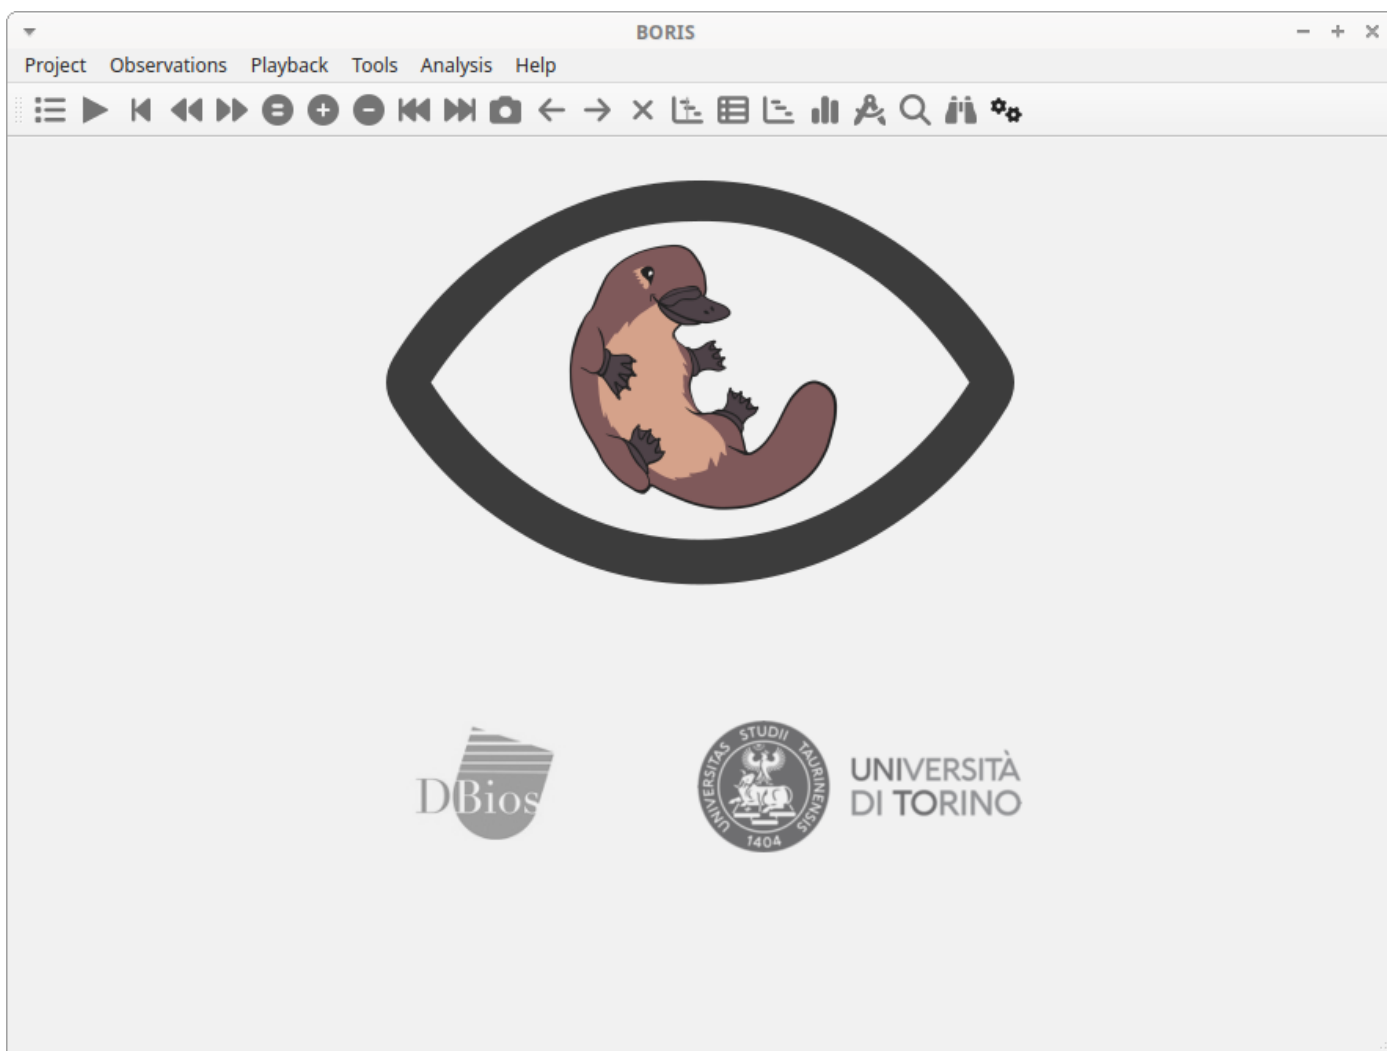 BORIS
Project Observations Playback Tools Analysis Help
DBios
UNIVERSITAS STUDII TAURINENSIS
1404
UNIVERSITÀ
DI TORINO